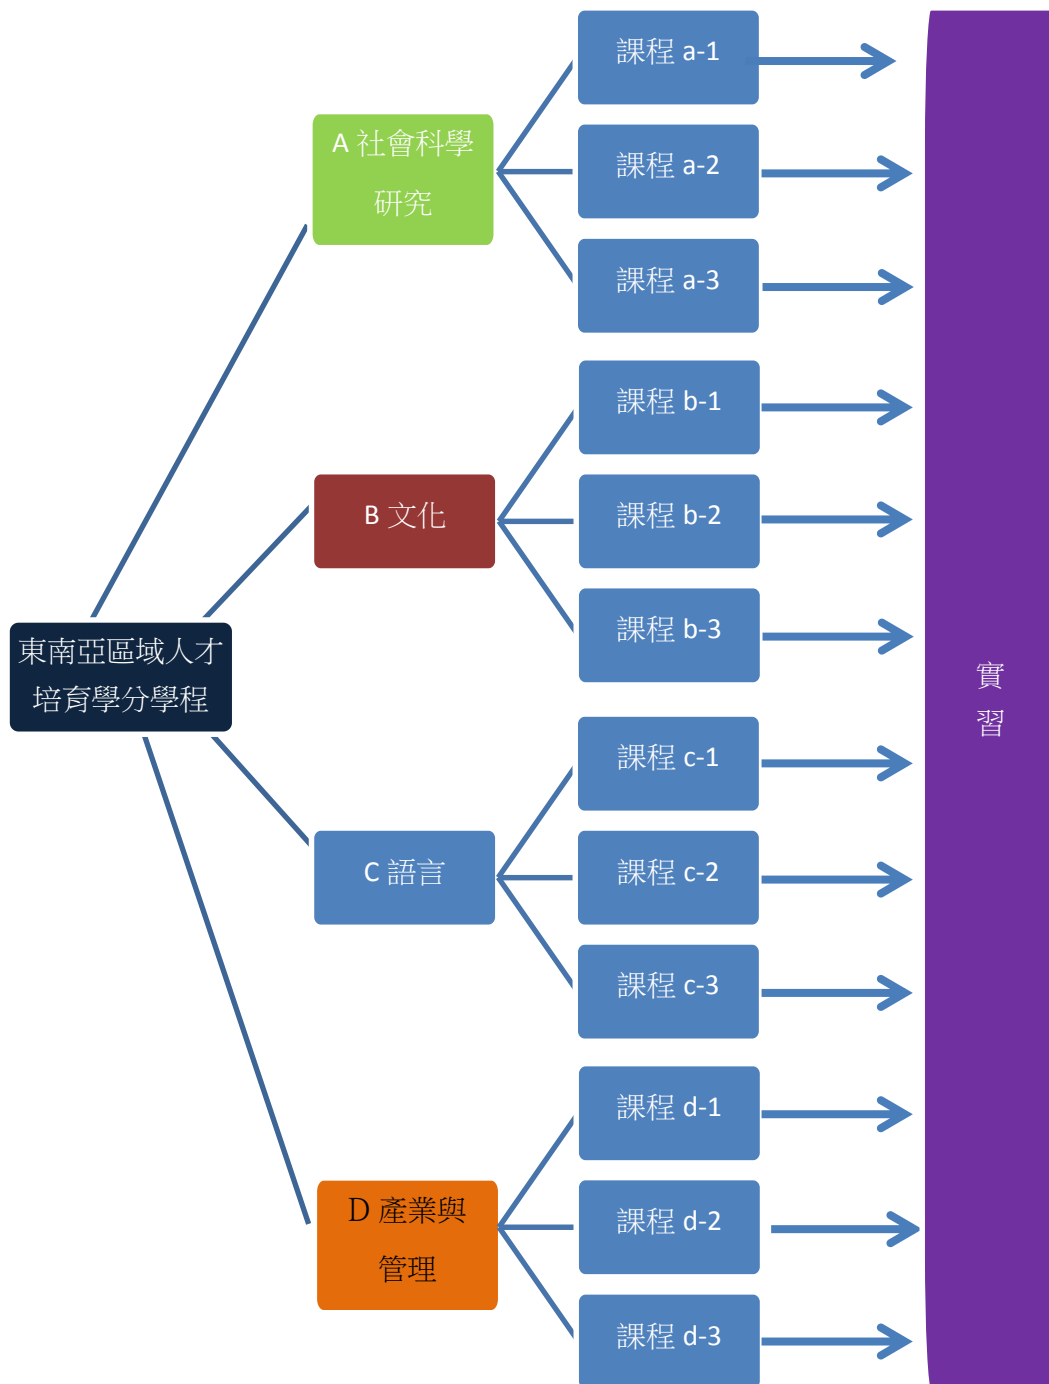 東南亞區域人才
培育學分學程
A 社會科學
研究
課程 a-1
課程 a-2
課程 a-3
B 文化
課程 b-1
課程 b-2
課程 b-3
C 語言
課程 c-1
課程 c-2
課程 c-3
D 產業與
管理
課程 d-1
課程 d-2
課程 d-3
實
習